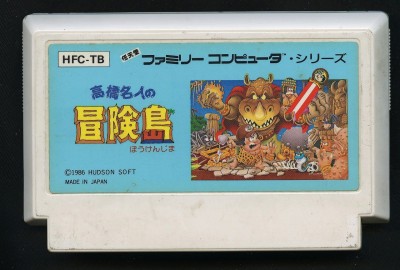 HFC-TB
任天堂 ファミリー コンピュータ・シリーズ
高橋名人の
冒険島
ぼうけんじま
©1986 HUDSON SOFT
MADE IN JAPAN